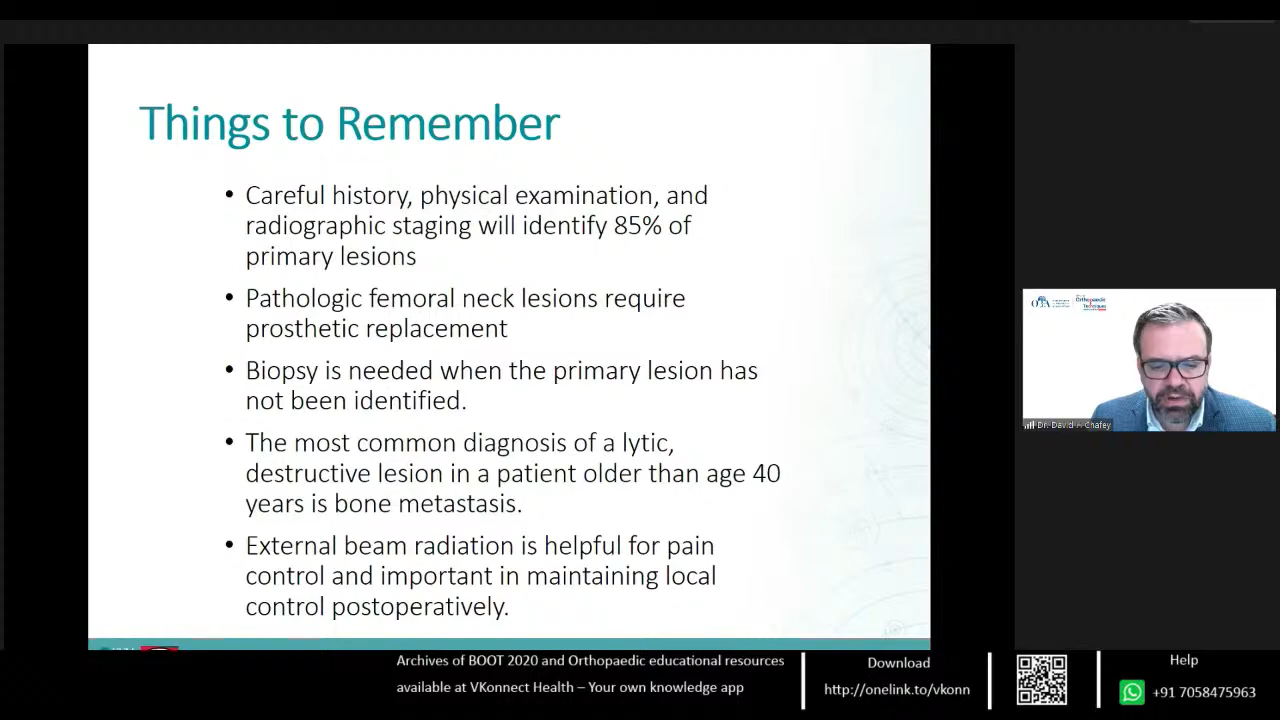 Things to Remember
• Careful history, physical examination, and
radiographic staging will identify 85% of
primary lesions
• Pathologic femoral neck lesions require
prosthetic replacement
• Biopsy is needed when the primary lesion has
not been identified.
• The most common diagnosis of a lytic,
destructive lesion in a patient older than age 40
years is bone metastasis.
• External beam radiation is helpful for pain
control and important in maintaining local
control postoperatively.
Orthopaedic
Techniques
Dr. David A Chafey
Archives of BOOT 2020 and Orthopaedic educational resources
available at VKonnect Health – Your own knowledge app
Download
http://onelink.to/vkonn
Help
+91 7058475963